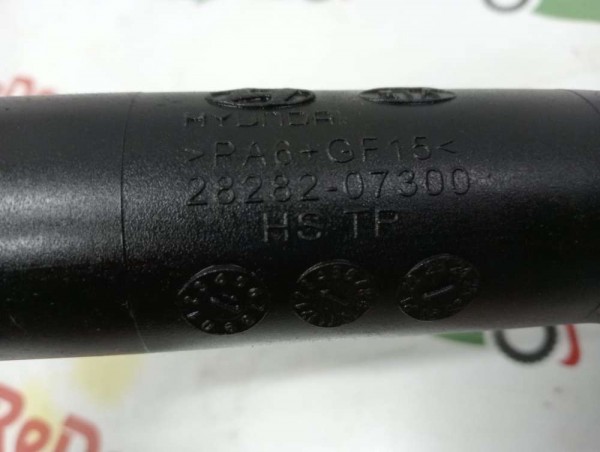 HYUNDAI
>PA6+GF15<
28282-07300
HS TP